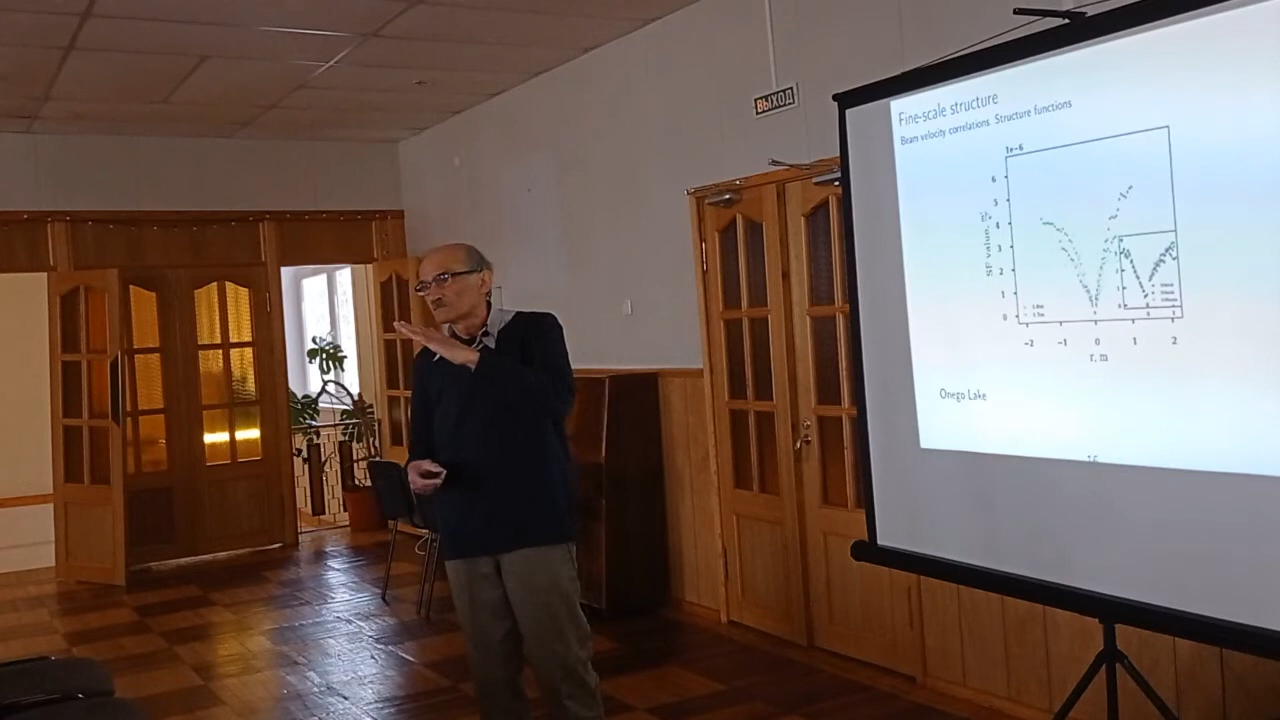 ВЫХОД
Fine-scale structure
Beam velocity correlations. Structure functions
1e-6
6
5
4
3
2
1
0
SF value,
-2 -1 0 1 2
r, m
Onego Lake